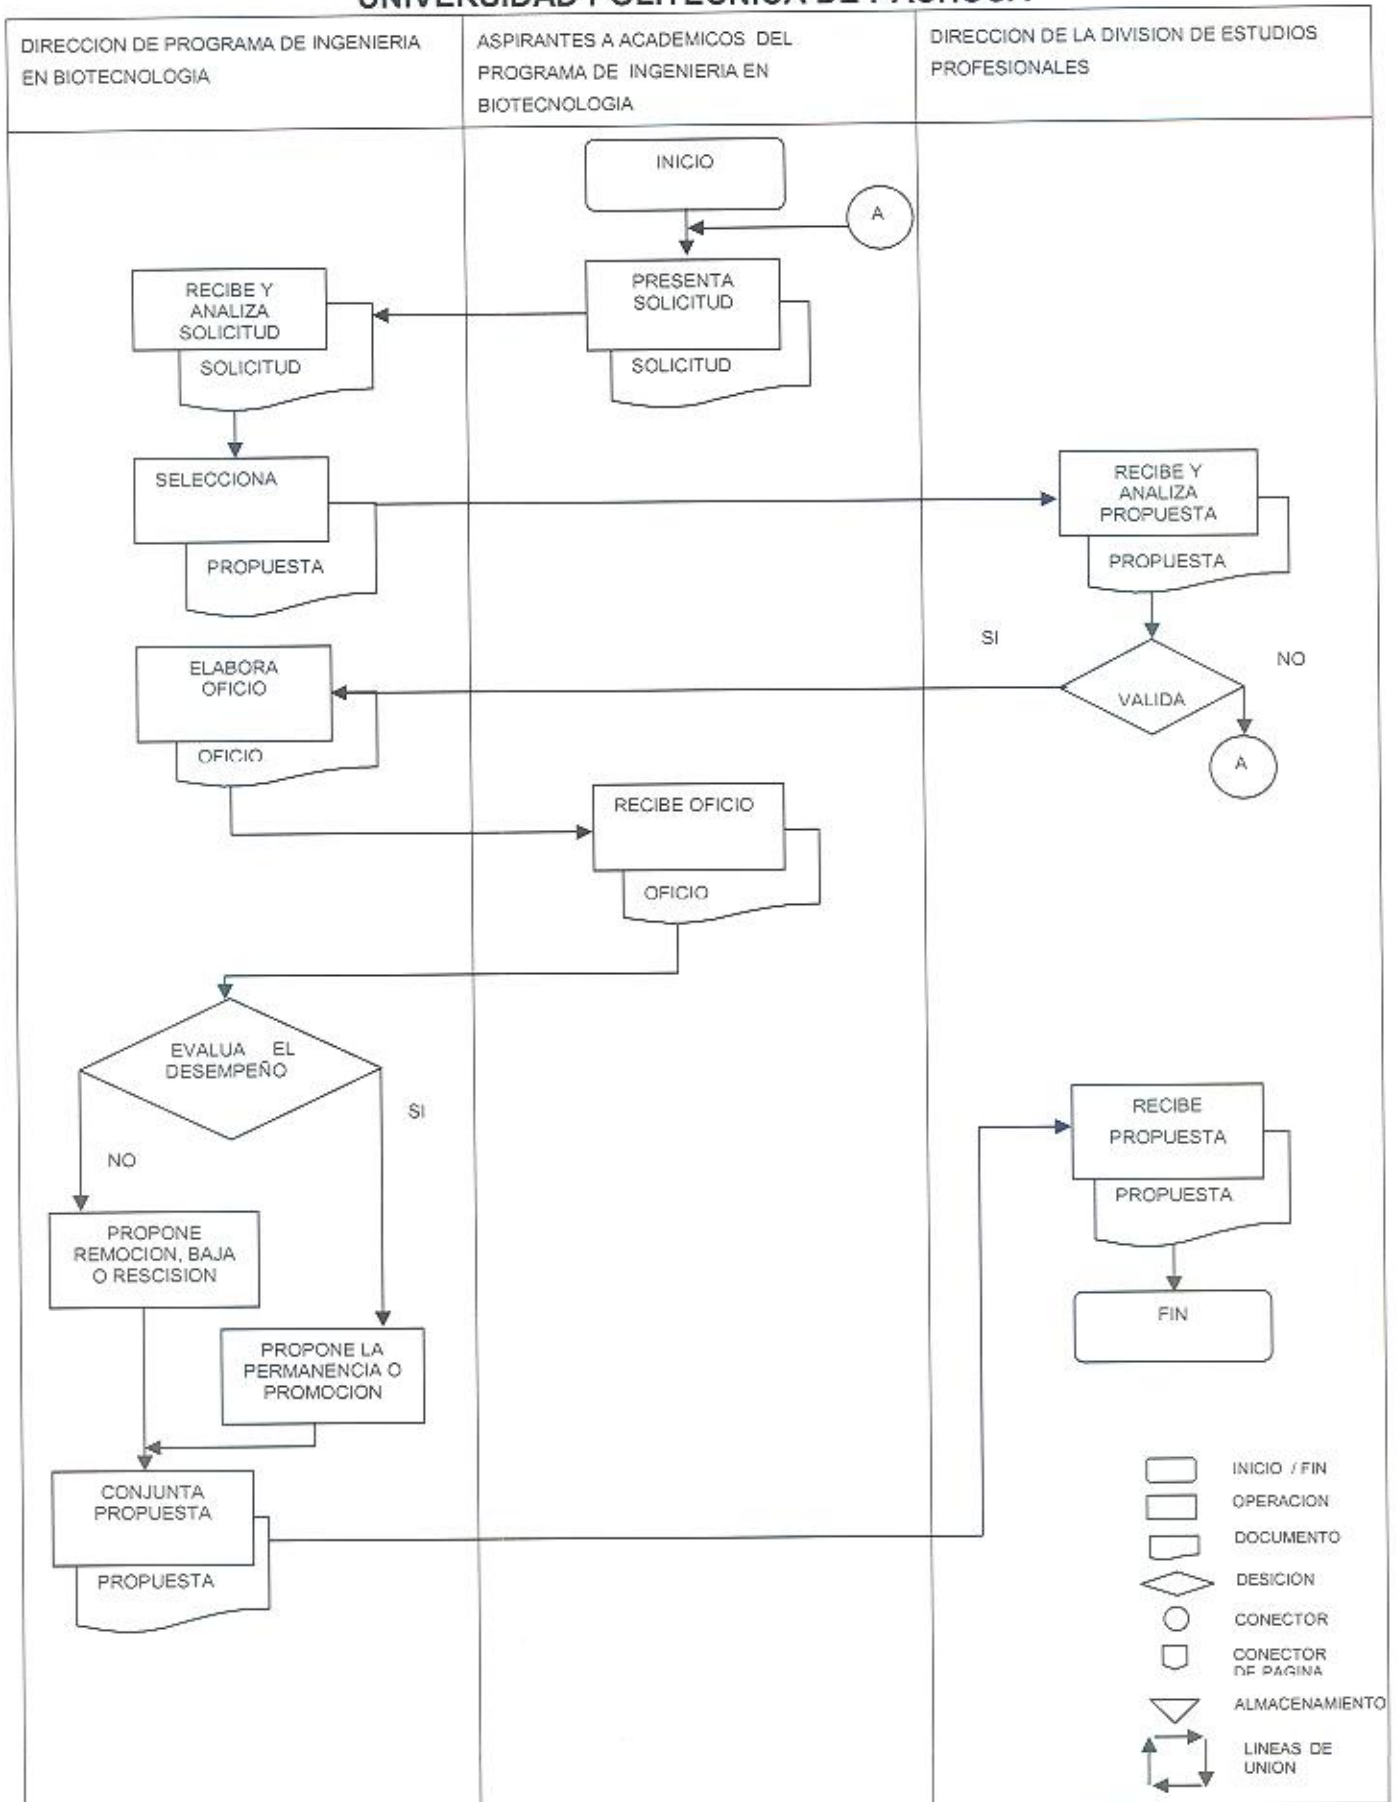 DIRECCION DE PROGRAMA DE INGENIERIA
EN BIOTECNOLOGIA
ASPIRANTES A ACADEMICOS DEL
PROGRAMA DE INGENIERIA EN
BIOTECNOLOGIA
DIRECCION DE LA DIVISION DE ESTUDIOS
PROFESIONALES
INICIO
A
PRESENTA
SOLICITUD
SOLICITUD
RECIBE Y
ANALIZA
SOLICITUD
SOLICITUD
SELECCIONA
PROPUESTA
RECIBE Y
ANALIZA
PROPUESTA
PROPUESTA
SI
NO
VALIDA
A
ELABORA
OFICIO
OFICIO
RECIBE OFICIO
OFICIO
EVALUA EL
DESEMPEÑO
SI
NO
PROPONE
REMOCION, BAJA
O RESCISION
PROPONE LA
PERMANENCIA O
PROMOCION
CONJUNTA
PROPUESTA
PROPUESTA
RECIBE
PROPUESTA
PROPUESTA
FIN
INICIO / FIN
OPERACION
DOCUMENTO
DESICION
CONECTOR
CONECTOR
DE PAGINA
ALMACENAMIENTO
LINEAS DE
UNION